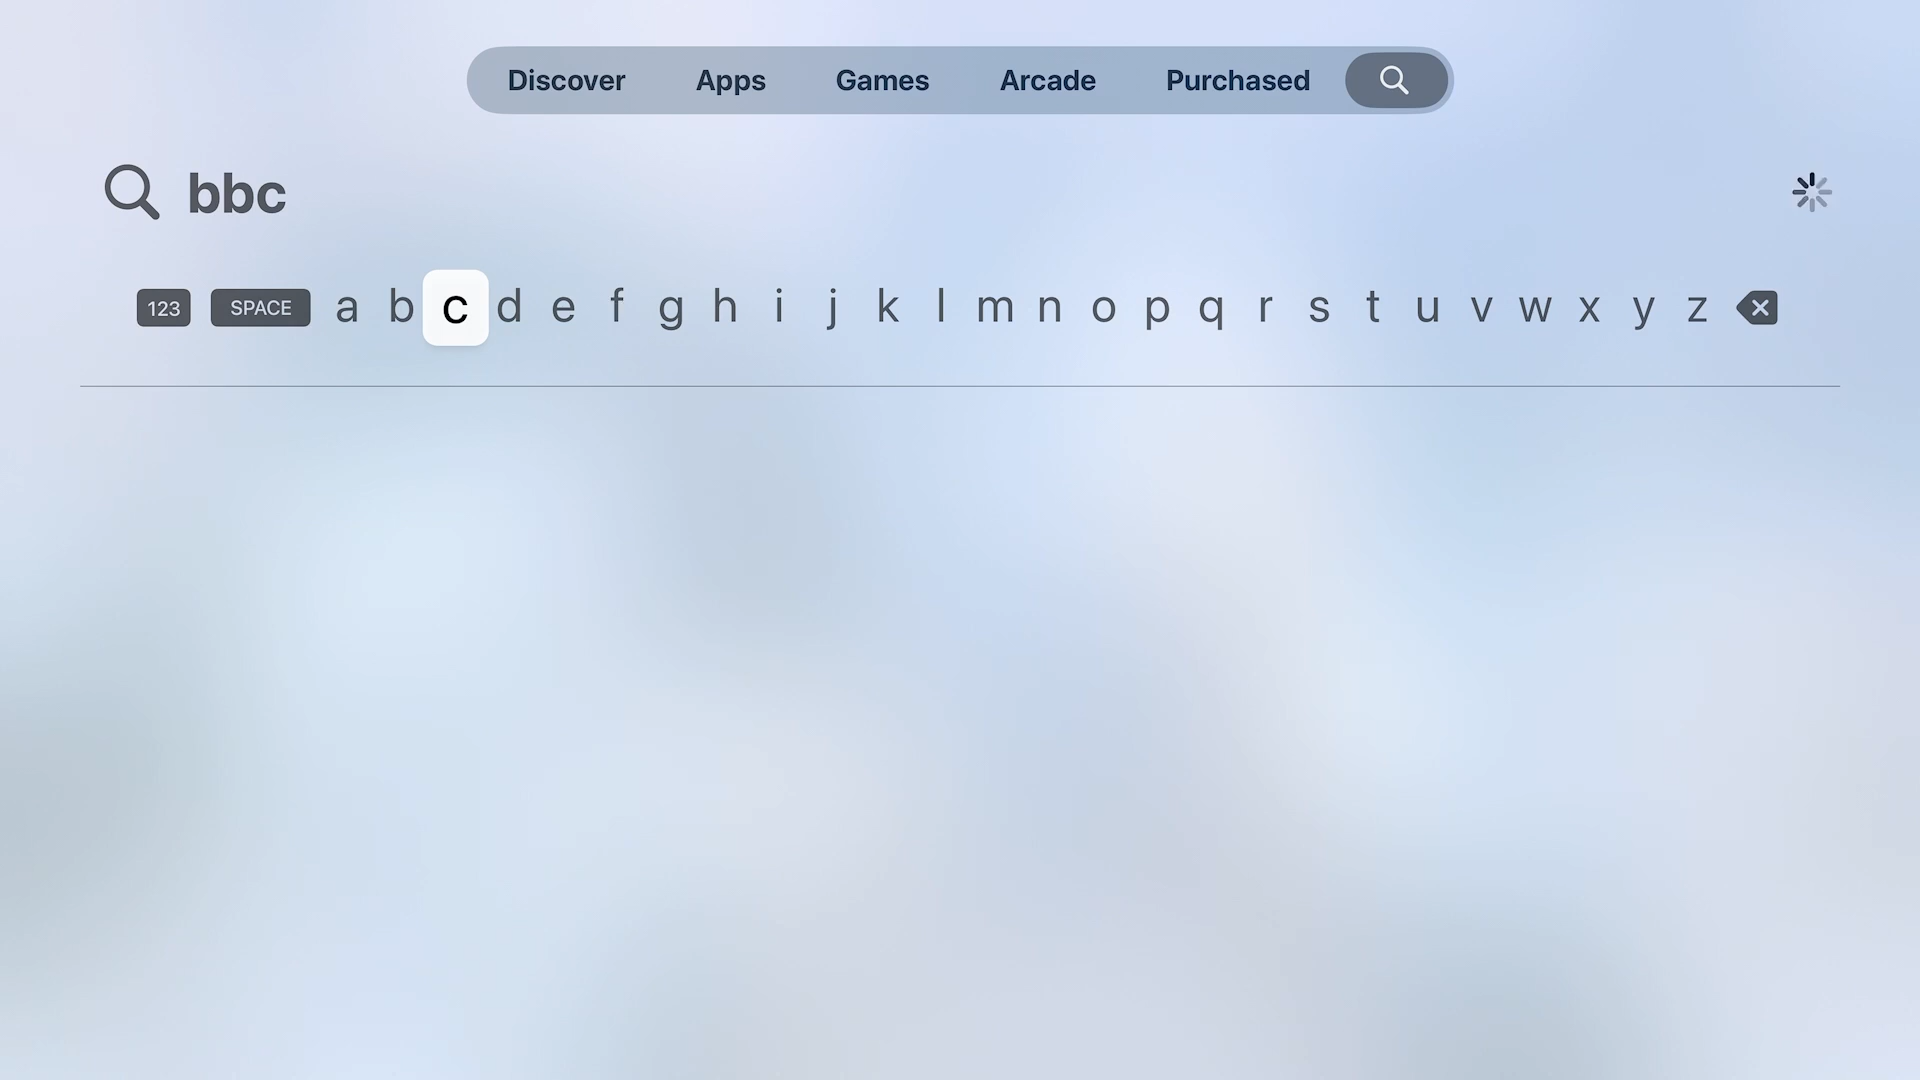 Discover Apps Games Arcade Purchased
bbc
123 SPACE a b c d e f g h i j k l m n o p q r s t u v w x y z